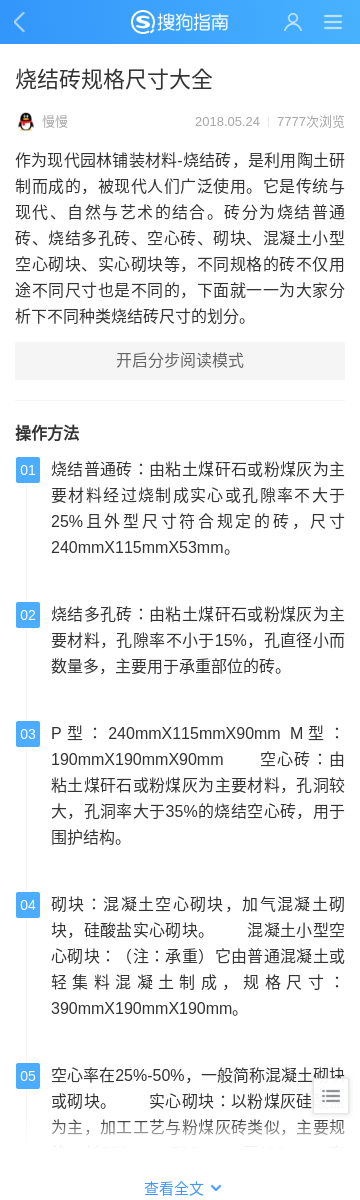 搜狗指南
烧结砖规格尺寸大全
慢慢
2018.05.24 | 7777次浏览
作为现代园林铺装材料-烧结砖，是利用陶土研
制而成的，被现代人们广泛使用。它是传统与
现代、自然与艺术的结合。砖分为烧结普通
砖、烧结多孔砖、空心砖、砌块、混凝土小型
空心砌块、实心砌块等，不同规格的砖不仅用
途不同尺寸也是不同的，下面就一一为大家分
析下不同种类烧结砖尺寸的划分。
开启分步阅读模式
操作方法
01
烧结普通砖：由粘土煤矸石或粉煤灰为主
要材料经过烧制成实心或孔隙率不大于
25%且外型尺寸符合规定的砖，尺寸
240mmX115mmX53mm。
02
烧结多孔砖：由粘土煤矸石或粉煤灰为主
要材料，孔隙率不小于15%，孔直径小而
数量多，主要用于承重部位的砖。
03
P型：240mmX115mmX90mm M型：
190mmX190mmX90mm　　空心砖：由
粘土煤矸石或粉煤灰为主要材料，孔洞较
大，孔洞率大于35%的烧结空心砖，用于
围护结构。
04
砌块：混凝土空心砌块，加气混凝土砌
块，硅酸盐实心砌块。　　混凝土小型空
心砌块：（注：承重）它由普通混凝土或
轻集料混凝土制成，规格尺寸：
390mmX190mmX190mm。
05
空心率在25%-50%，一般简称混凝土砌块
或砌块。　　实心砌块：以粉煤灰硅
为主，加工工艺与粉煤灰砖类似，主要规
查看全文